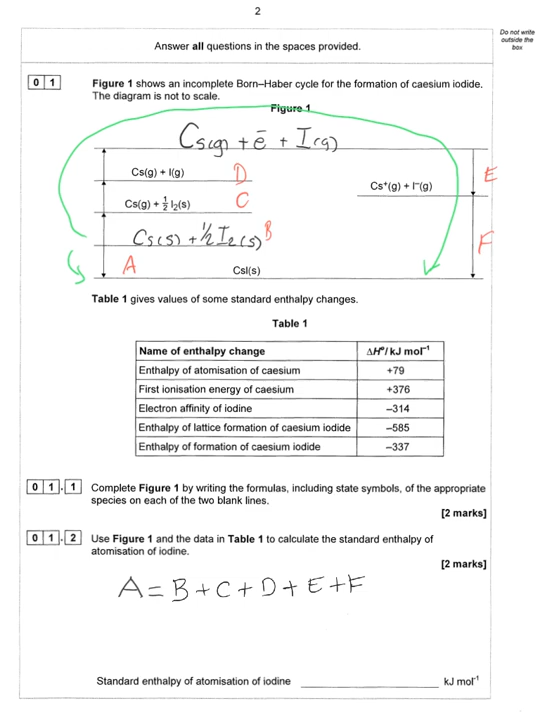 2
Do not write
outside the
box
Answer all questions in the spaces provided.
0 1 Figure 1 shows an incomplete Born–Haber cycle for the formation of caesium iodide.
The diagram is not to scale.
Figure 1
Cs(g) + ē + I(g)
Cs(g) + I(g) D
E
Cs⁺(g) + I⁻(g)
Cs(g) + ½ I₂(s) C
Cs(s) + ½ I₂(s) B
F
A
CsI(s)
Table 1 gives values of some standard enthalpy changes.
Table 1
Name of enthalpy change ΔH⦵ / kJ mol⁻¹
Enthalpy of atomisation of caesium +79
First ionisation energy of caesium +376
Electron affinity of iodine –314
Enthalpy of lattice formation of caesium iodide –585
Enthalpy of formation of caesium iodide –337
0 1 . 1 Complete Figure 1 by writing the formulas, including state symbols, of the appropriate
species on each of the two blank lines.
[2 marks]
0 1 . 2 Use Figure 1 and the data in Table 1 to calculate the standard enthalpy of
atomisation of iodine.
[2 marks]
A = B + C + D + E + F
Standard enthalpy of atomisation of iodine ____________ kJ mol⁻¹